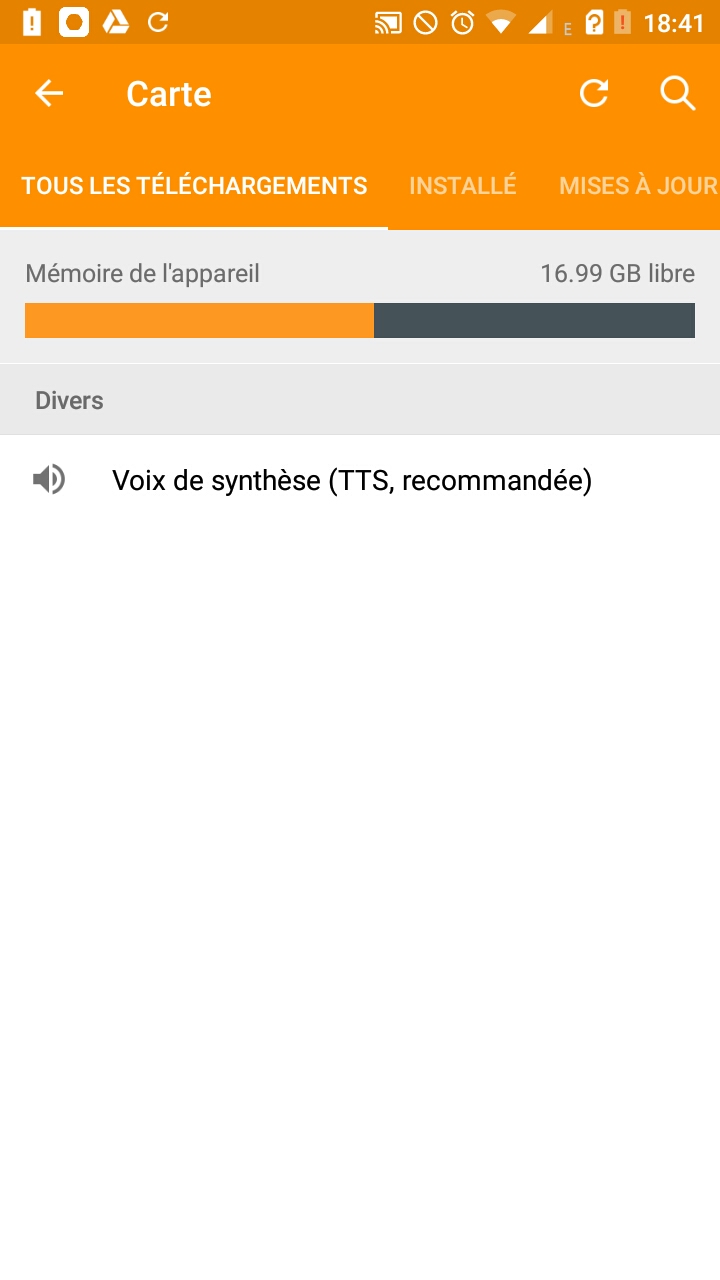 E 18:41
Carte
TOUS LES TÉLÉCHARGEMENTS INSTALLÉ MISES À JOUR
Mémoire de l'appareil 16.99 GB libre
Divers
Voix de synthèse (TTS, recommandée)